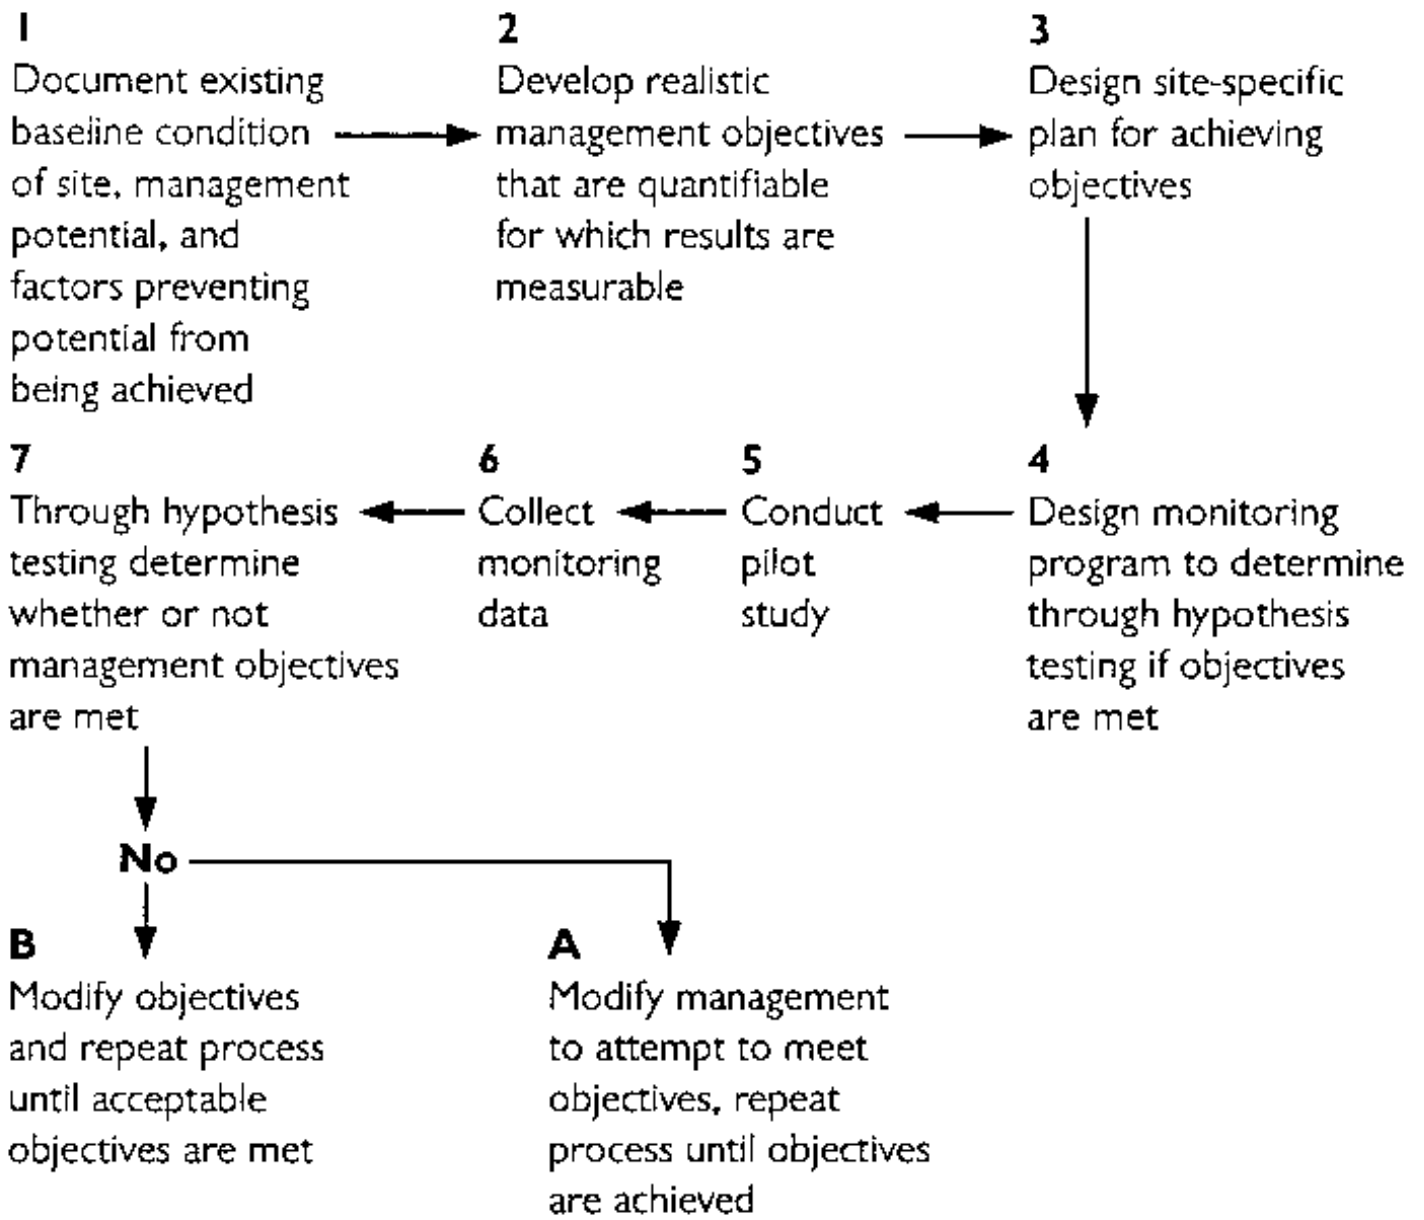 1
Document existing
baseline condition
of site, management
potential, and
factors preventing
potential from
being achieved
2
Develop realistic
management objectives
that are quantifiable
for which results are
measurable
3
Design site-specific
plan for achieving
objectives
4
Design monitoring
program to determine
through hypothesis
testing if objectives
are met
5
Conduct
pilot
study
6
Collect
monitoring
data
7
Through hypothesis
testing determine
whether or not
management objectives
are met
No
B
Modify objectives
and repeat process
until acceptable
objectives are met
A
Modify management
to attempt to meet
objectives, repeat
process until objectives
are achieved